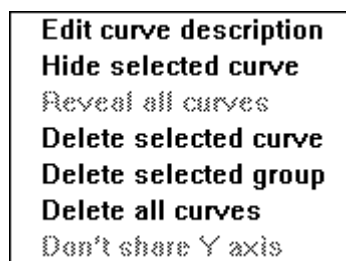 Edit curve description
Hide selected curve
Reveal all curves
Delete selected curve
Delete selected group
Delete all curves
Don't share Y axis